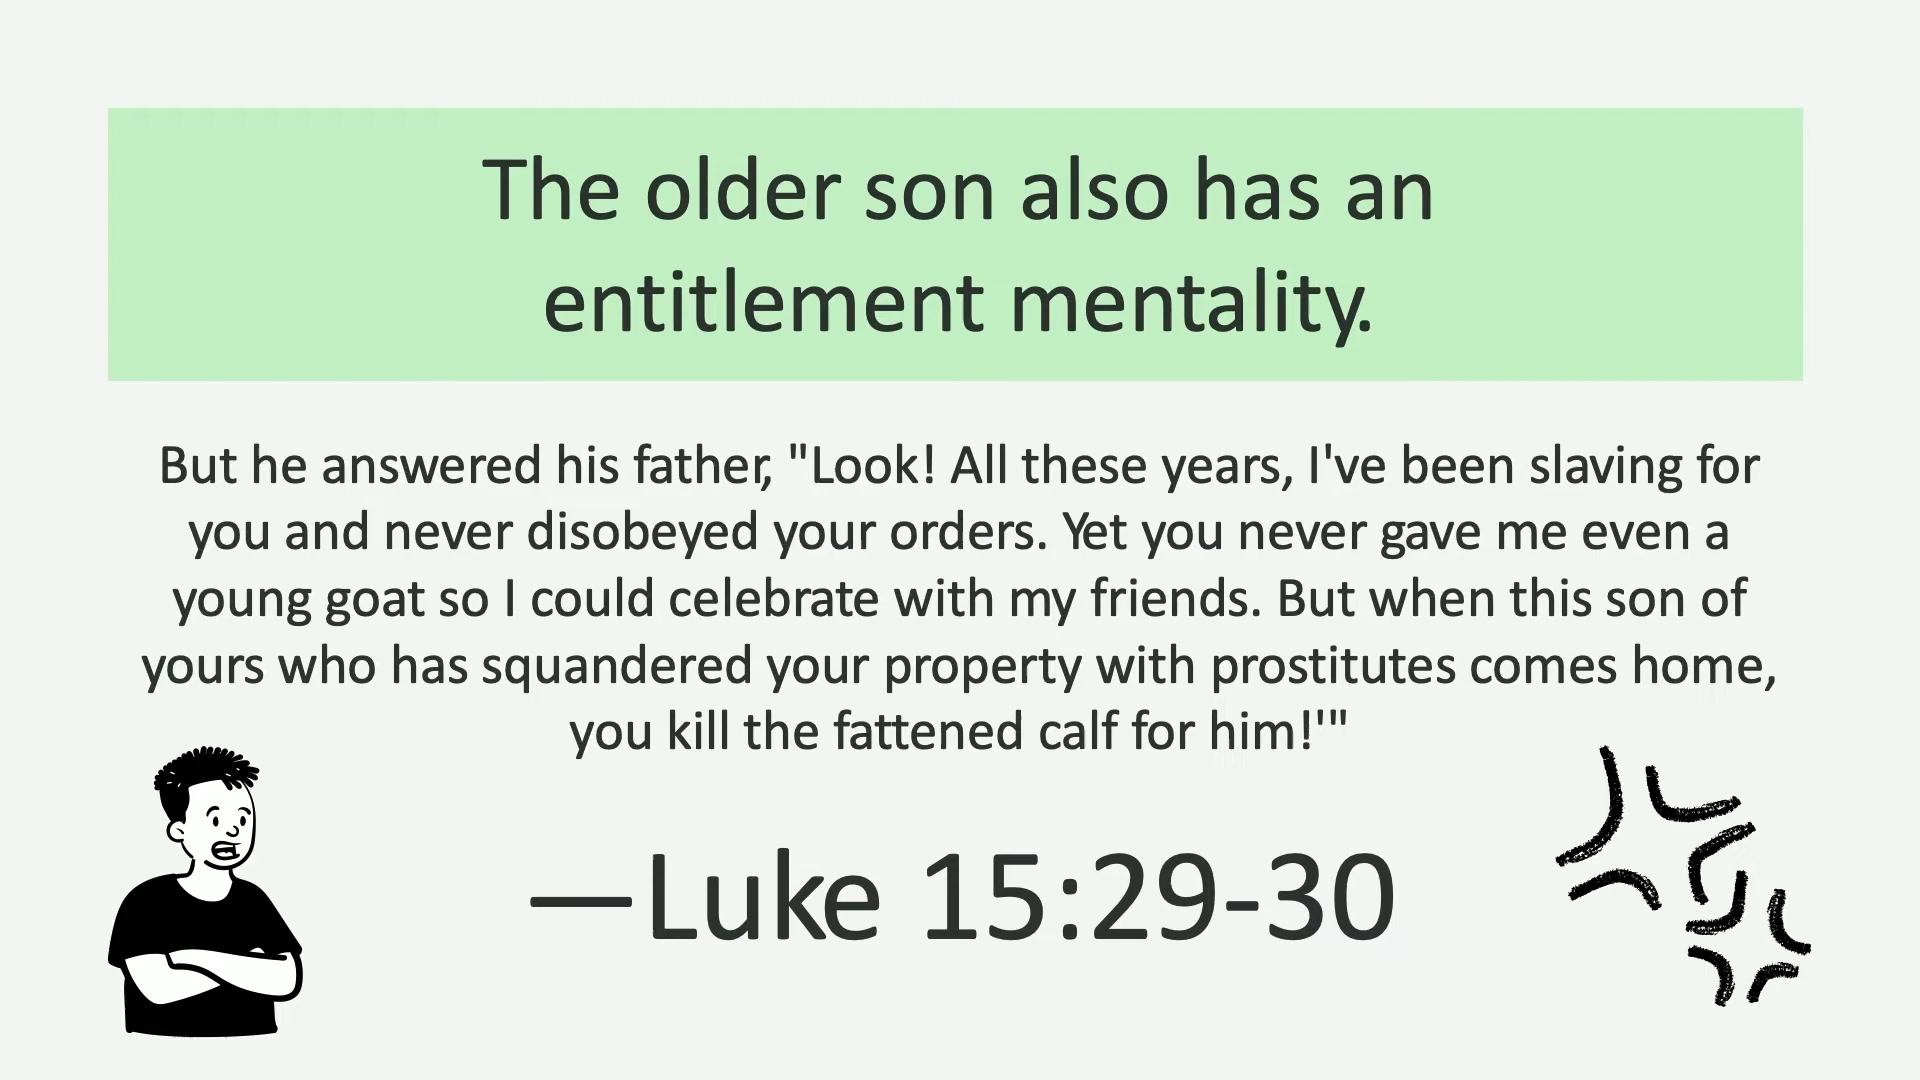 The older son also has an
entitlement mentality.
But he answered his father, "Look! All these years, I've been slaving for
you and never disobeyed your orders. Yet you never gave me even a
young goat so I could celebrate with my friends. But when this son of
yours who has squandered your property with prostitutes comes home,
you kill the fattened calf for him!'"
—Luke 15:29-30